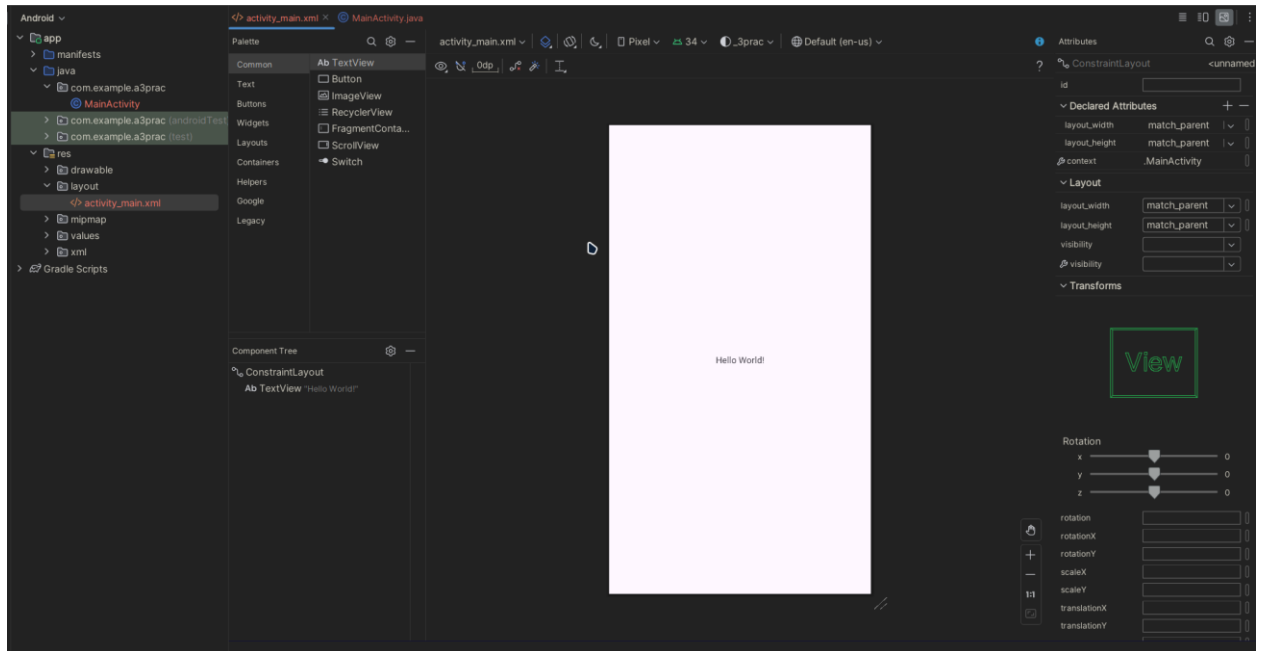 Android
app
manifests
java
com.example.a3prac
MainActivity
com.example.a3prac (androidTest
com.example.a3prac (test)
res
drawable
layout
activity_main.xml
mipmap
values
xml
Gradle Scripts
activity_main.xml
MainActivity.java
Palette
Common
Text
Buttons
Widgets
Layouts
Containers
Helpers
Google
Legacy
Ab TextView
Button
ImageView
RecyclerView
FragmentConta...
ScrollView
Switch
Component Tree
ConstraintLayout
Ab TextView "Hello World!"
activity_main.xml
Pixel
34
_3prac
Default (en-us)
0dp
Hello World!
1:1
Attributes
ConstraintLayout <unnamed
id
Declared Attributes
layout_width match_parent
layout_height match_parent
context .MainActivity
Layout
layout_width match_parent
layout_height match_parent
visibility
visibility
Transforms
View
Rotation
x 0
y 0
z 0
rotation
rotationX
rotationY
scaleX
scaleY
translationX
translationY